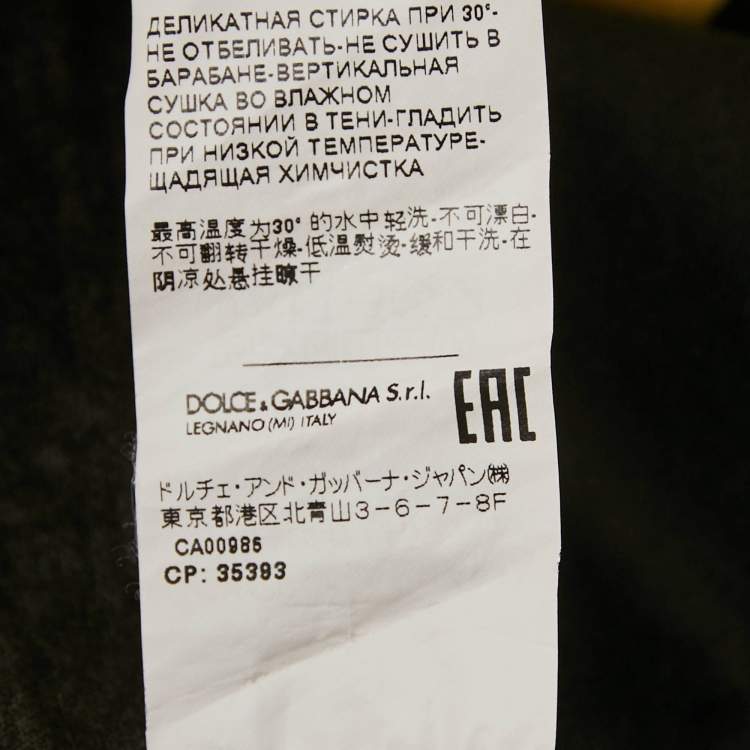 ДЕЛИКАТНАЯ СТИРКА ПРИ 30°-
НЕ ОТБЕЛИВАТЬ-НЕ СУШИТЬ В
БАРАБАНЕ-ВЕРТИКАЛЬНАЯ
СУШКА ВО ВЛАЖНОМ
СОСТОЯНИИ В ТЕНИ-ГЛАДИТЬ
ПРИ НИЗКОЙ ТЕМПЕРАТУРЕ-
ЩАДЯЩАЯ ХИМЧИСТКА
最高温度为30° 的水中轻洗-不可漂白-
不可翻转干燥-低温熨烫-缓和干洗-在
阴凉处悬挂晾干
DOLCE & GABBANA S.r.l.
LEGNANO (MI) ITALY
EAC
ドルチェ・アンド・ガッバーナ・ジャパン㈱
東京都港区北青山3-6-7-8F
CA00986
CP: 35393